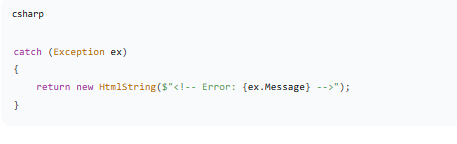 csharp
catch (Exception ex)
{
    return new HtmlString($"<!-- Error: {ex.Message} -->");
}